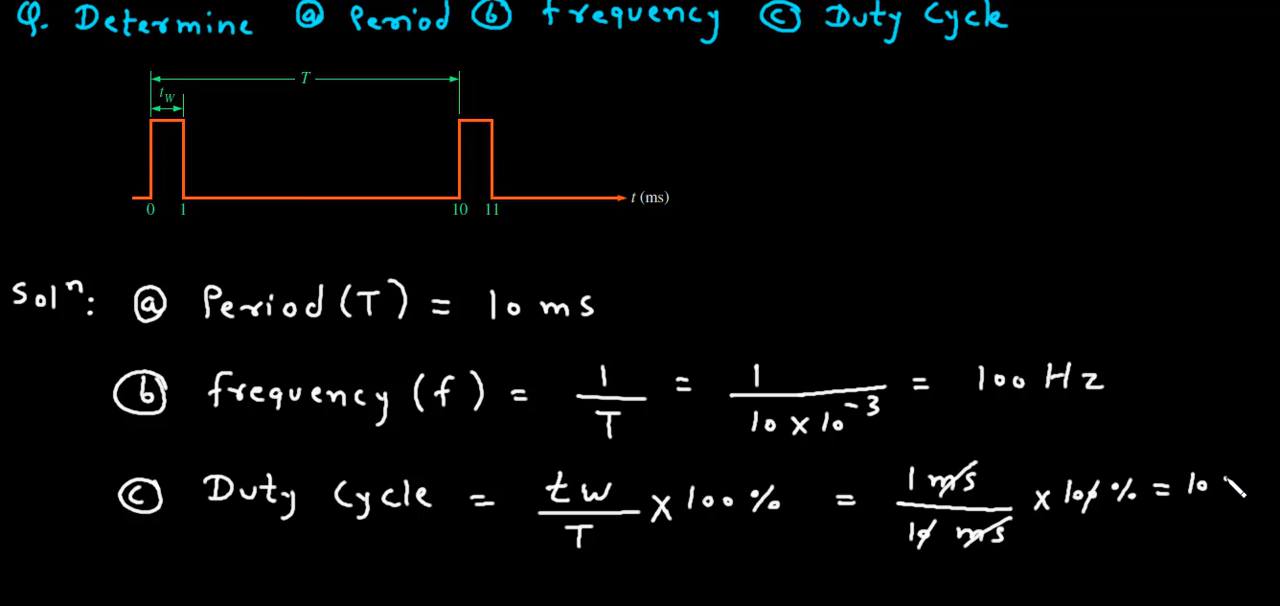 Q. Determine ⓐ Period ⓑ frequency ⓒ Duty Cycle
T
tw
t (ms)
0 1 10 11
Solⁿ: ⓐ Period (T) = 10 ms
ⓑ frequency (f) = 1/T = 1/(10 × 10⁻³) = 100 Hz
ⓒ Duty Cycle = tw/T × 100 % = 1 ms/10 ms × 100 % = 10